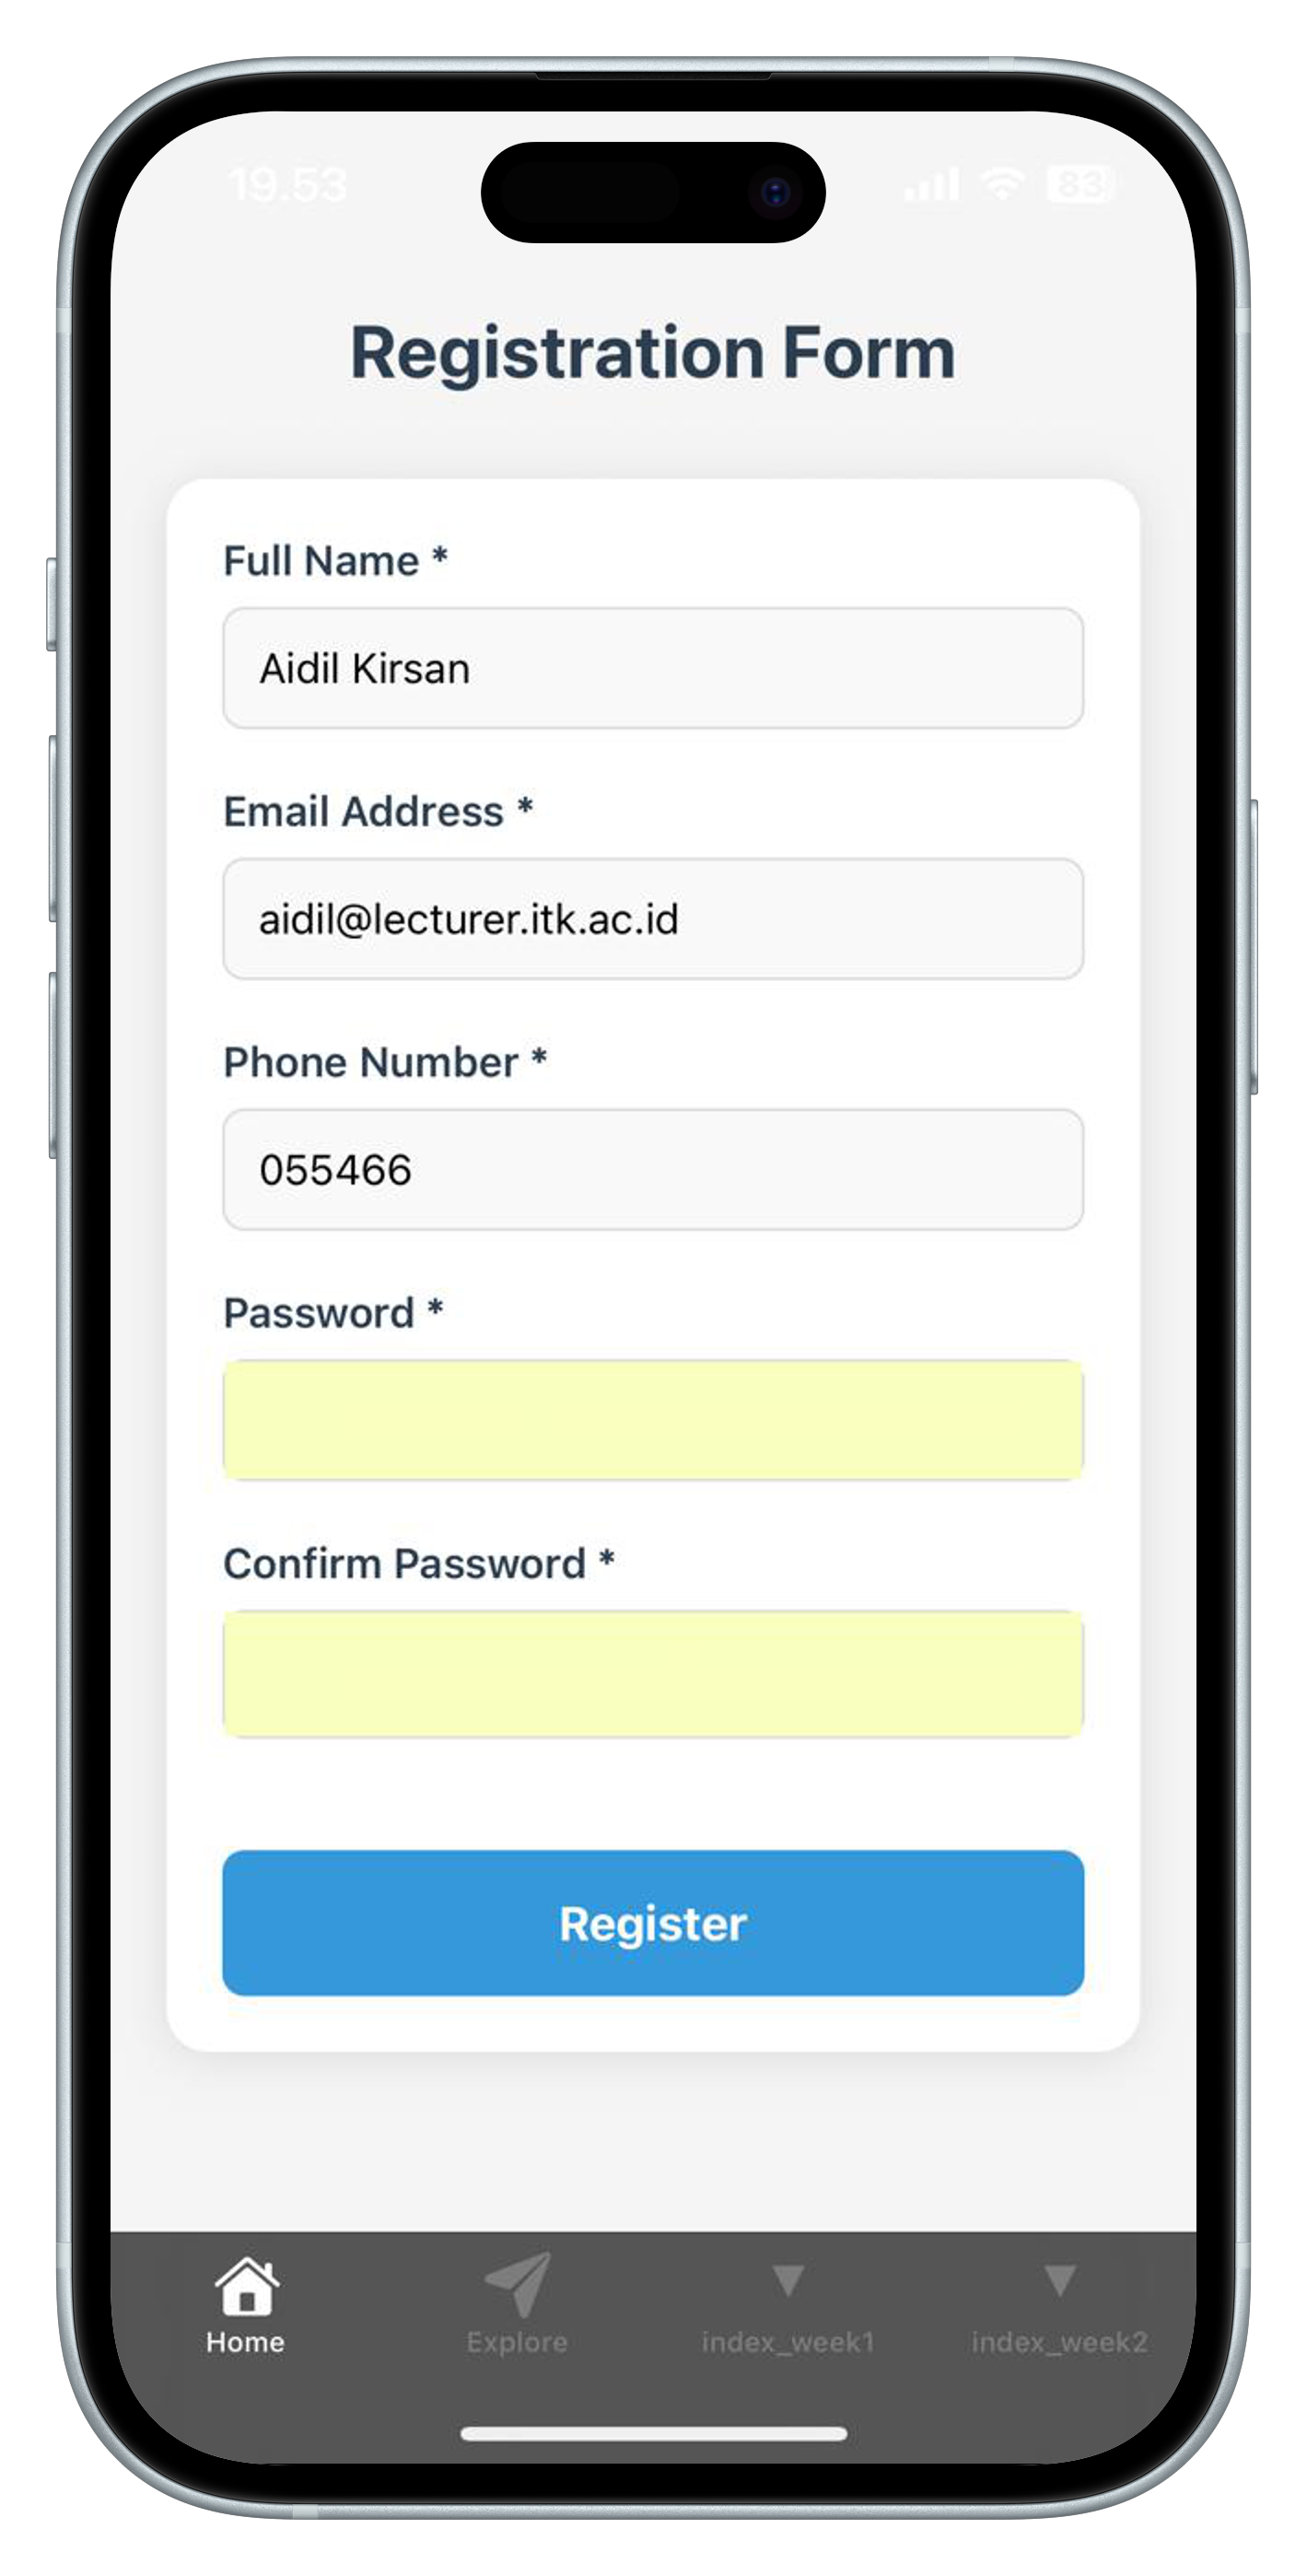 19.53
83
Registration Form
Full Name *
Aidil Kirsan
Email Address *
aidil@lecturer.itk.ac.id
Phone Number *
055466
Password *
Confirm Password *
Register
Home
Explore
index_week1
index_week2